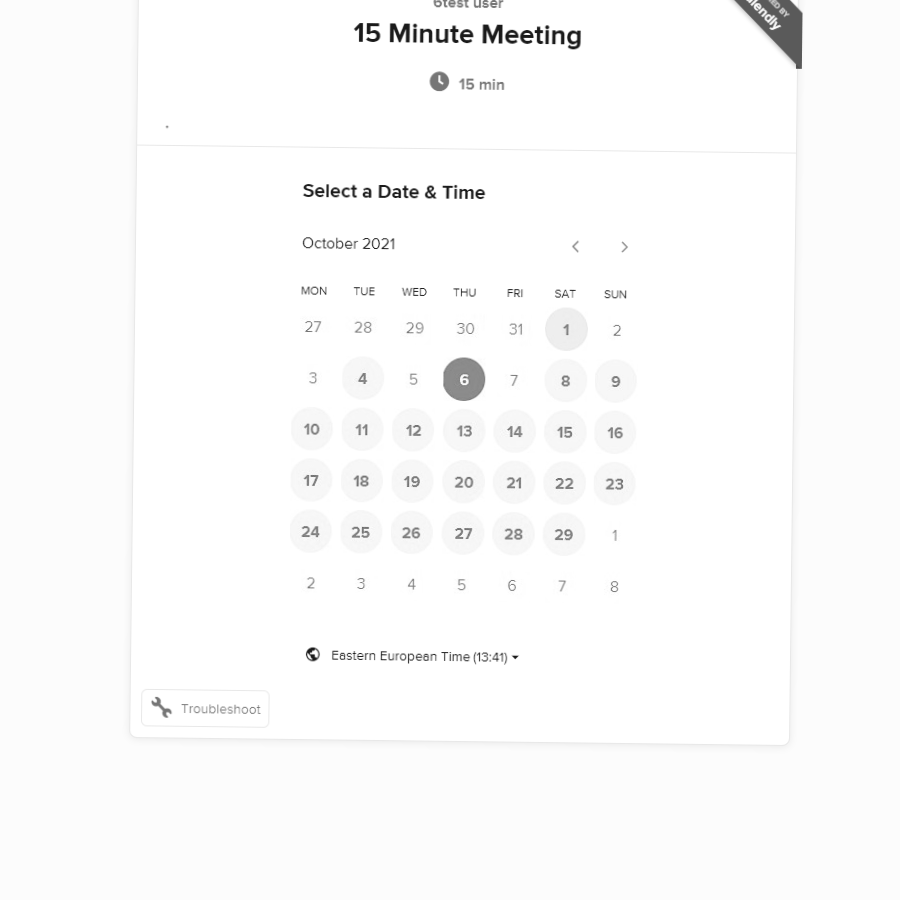 6test user
15 Minute Meeting
15 min
.
Select a Date & Time
October 2021
MON TUE WED THU FRI SAT SUN
27 28 29 30 31 1 2
3 4 5 6 7 8 9
10 11 12 13 14 15 16
17 18 19 20 21 22 23
24 25 26 27 28 29 1
2 3 4 5 6 7 8
Eastern European Time (13:41)
Troubleshoot